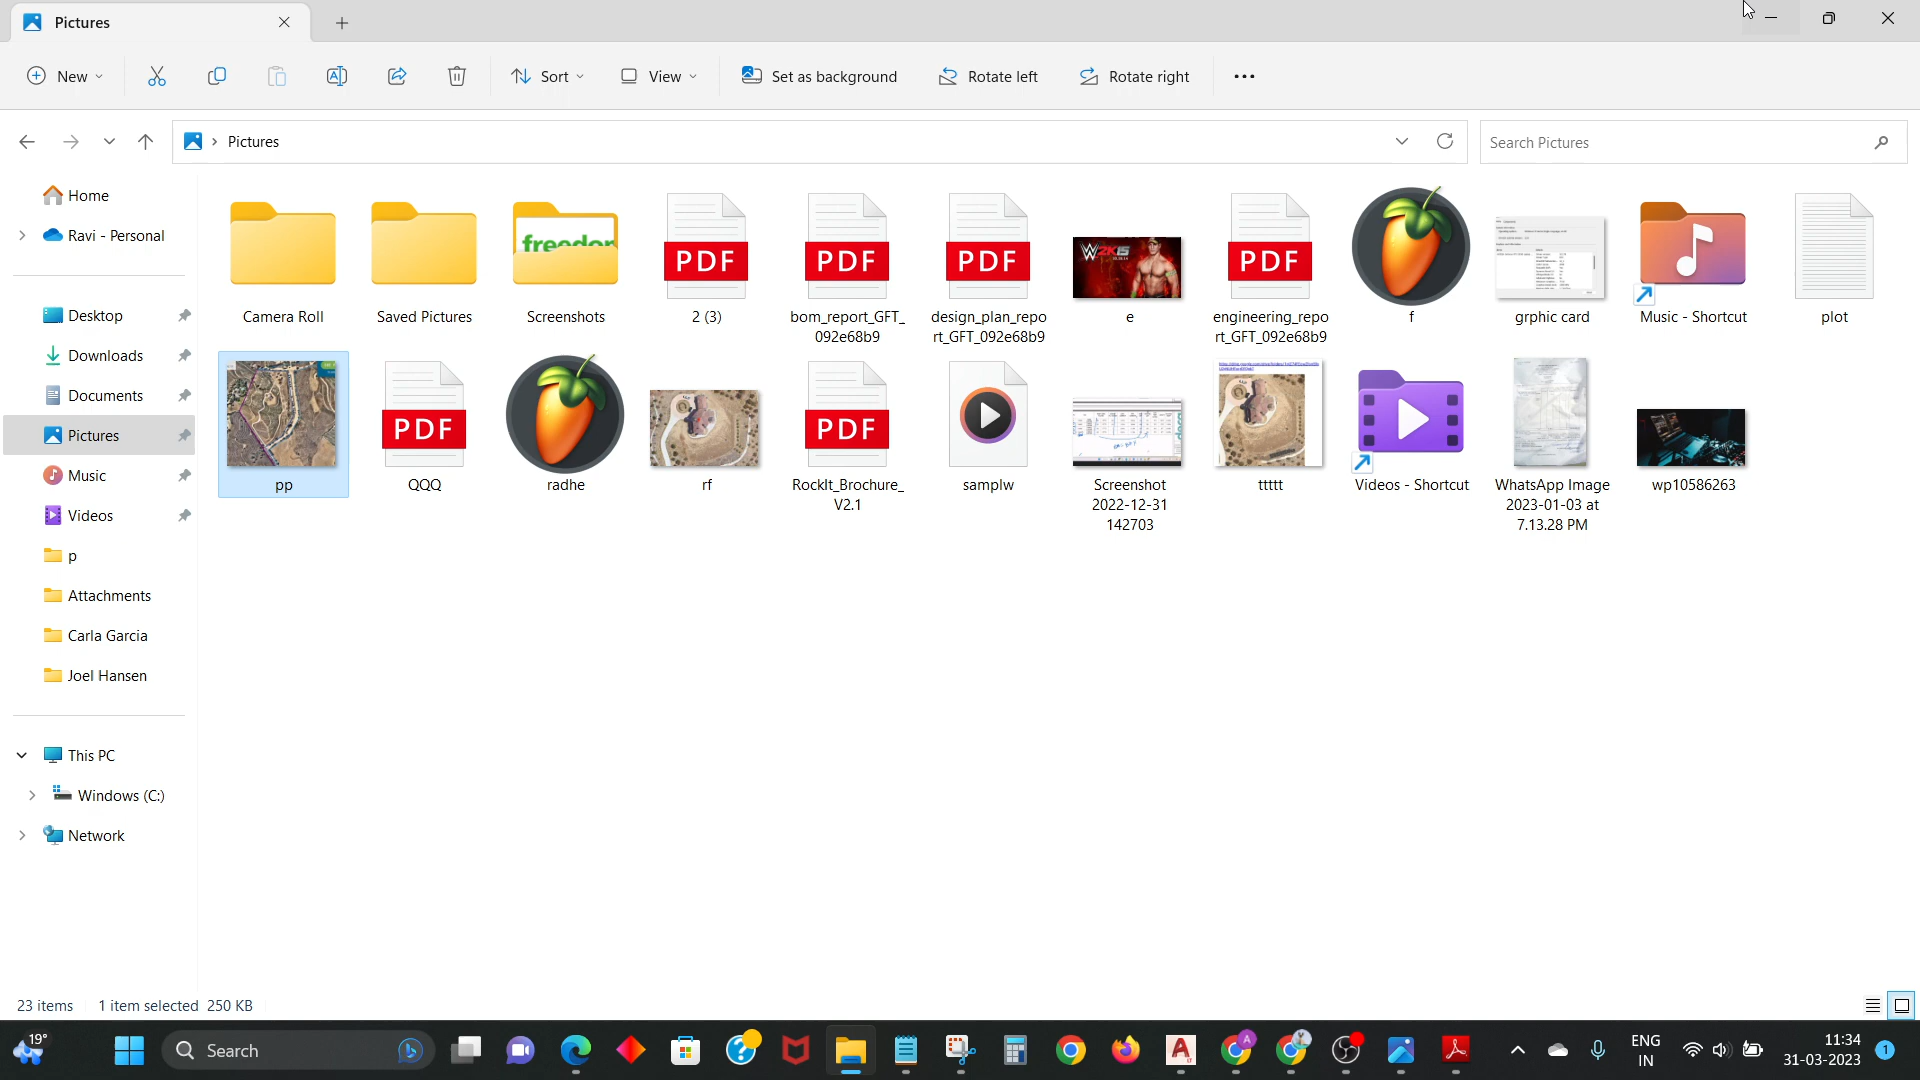 Pictures
New
Sort
View
Set as background
Rotate left
Rotate right
Pictures
Search Pictures
Home
Ravi - Personal
Desktop
Downloads
Documents
Pictures
Music
Videos
p
Attachments
Carla Garcia
Joel Hansen
This PC
Windows (C:)
Network
freedom
PDF
PDF
PDF
W2K15
PDF
Camera Roll
Saved Pictures
Screenshots
2 (3)
bom_report_GFT_
092e68b9
design_plan_repo
rt_GFT_092e68b9
e
engineering_repo
rt_GFT_092e68b9
f
grphic card
Music - Shortcut
plot
PDF
PDF
pp
QQQ
radhe
rf
RockIt_Brochure_
V2.1
samplw
Screenshot
2022-12-31
142703
ttttt
Videos - Shortcut
WhatsApp Image
2023-01-03 at
7.13.28 PM
wp10586263
23 items
1 item selected 250 KB
19°
Search
A
ENG
IN
11:34
31-03-2023
1